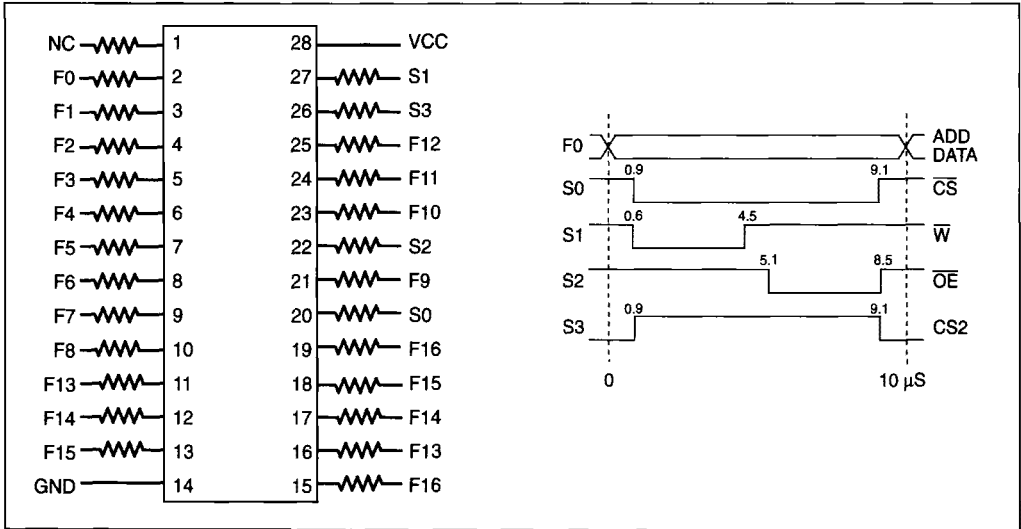 NC 1 28 VCC
F0 2 27 S1
F1 3 26 S3
F2 4 25 F12
F3 5 24 F11
F4 6 23 F10
F5 7 22 S2
F6 8 21 F9
F7 9 20 S0
F8 10 19 F16
F13 11 18 F15
F14 12 17 F14
F15 13 16 F13
GND 14 15 F16
F0 ADD
DATA
0.9 9.1
S0 C̅S̅
0.6 4.5
S1 W̅
5.1 8.5
S2 O̅E̅
0.9 9.1
S3 CS2
0 10 µS